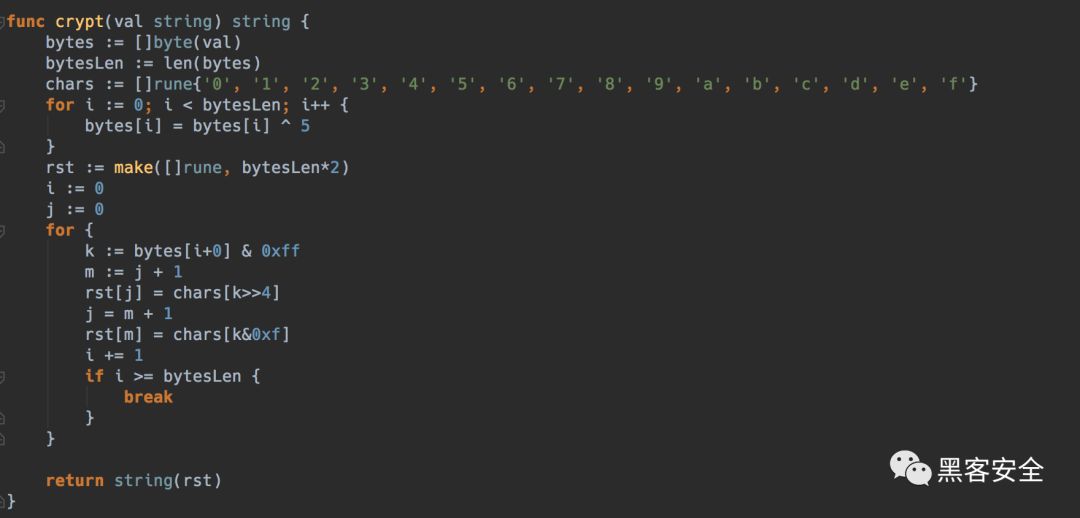 func crypt(val string) string {
    bytes := []byte(val)
    bytesLen := len(bytes)
    chars := []rune{'0', '1', '2', '3', '4', '5', '6', '7', '8', '9', 'a', 'b', 'c', 'd', 'e', 'f'}
    for i := 0; i < bytesLen; i++ {
        bytes[i] = bytes[i] ^ 5
    }
    rst := make([]rune, bytesLen*2)
    i := 0
    j := 0
    for {
        k := bytes[i+0] & 0xff
        m := j + 1
        rst[j] = chars[k>>4]
        j = m + 1
        rst[m] = chars[k&0xf]
        i += 1
        if i >= bytesLen {
            break
        }
    }
    return string(rst)
}
黑客安全